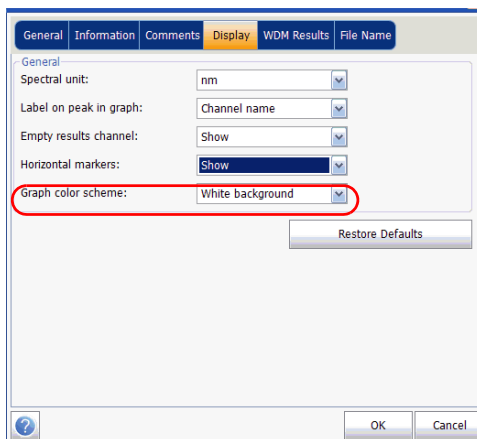 General Information Comments Display WDM Results File Name
General
Spectral unit: nm
Label on peak in graph: Channel name
Empty results channel: Show
Horizontal markers: Show
Graph color scheme: White background
Restore Defaults
? OK Cancel